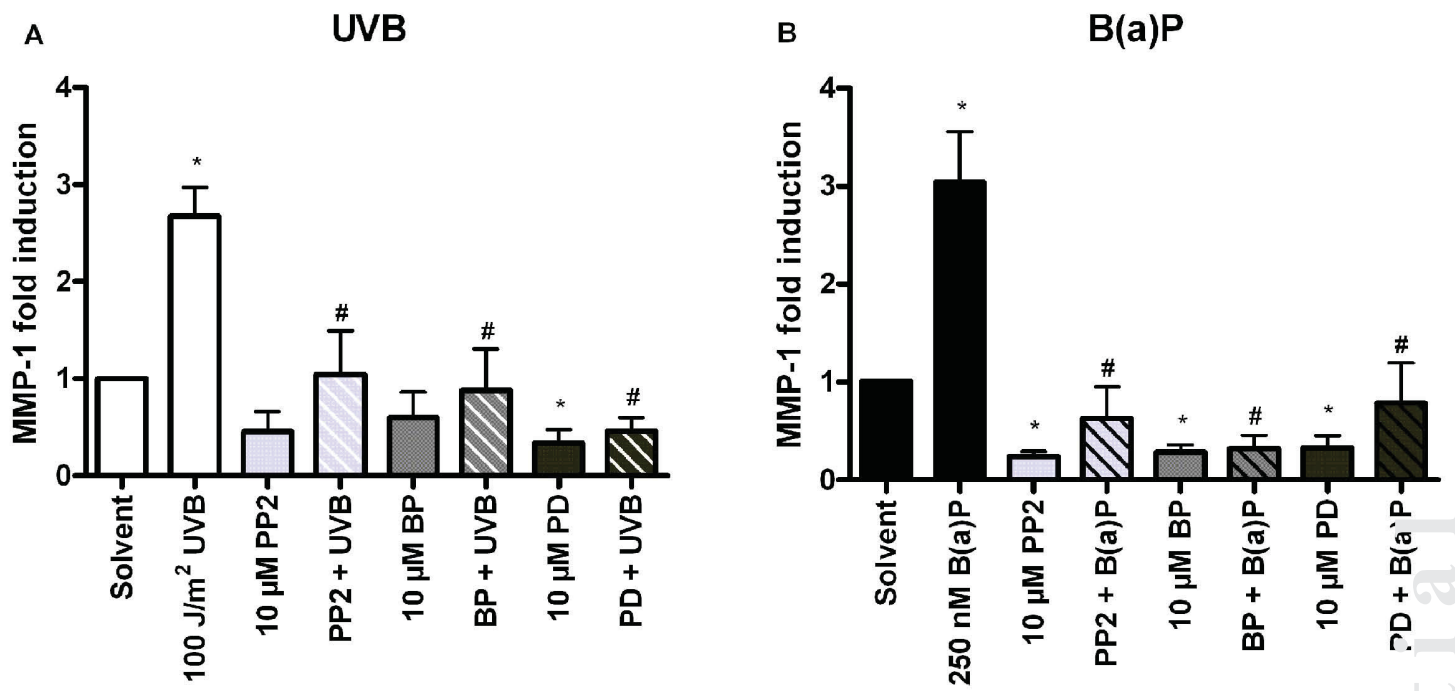 A
UVB
MMP-1 fold induction
4
3
2
1
0
*
#
#
*
#
Solvent
100 J/m² UVB
10 µM PP2
PP2 + UVB
10 µM BP
BP + UVB
10 µM PD
PD + UVB
B
B(a)P
MMP-1 fold induction
4
3
2
1
0
*
*
#
*
#
*
#
Solvent
250 nM B(a)P
10 µM PP2
PP2 + B(a)P
10 µM BP
BP + B(a)P
10 µM PD
PD + B(a)P